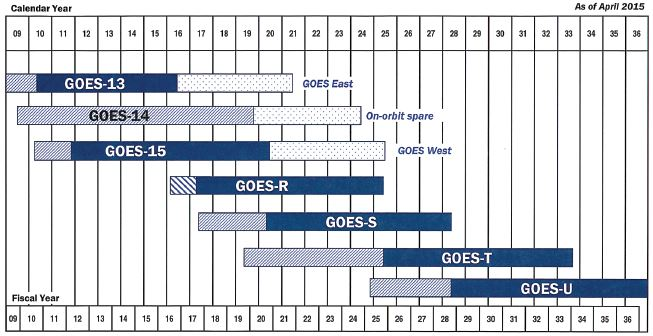 Calendar Year
As of April 2015
09 10 11 12 13 14 15 16 17 18 19 20 21 22 23 24 25 26 27 28 29 30 31 32 33 34 35 36
GOES-13
GOES East
GOES-14
On-orbit spare
GOES-15
GOES West
GOES-R
GOES-S
GOES-T
GOES-U
Fiscal Year
09 10 11 12 13 14 15 16 17 18 19 20 21 22 23 24 25 26 27 28 29 30 31 32 33 34 35 36